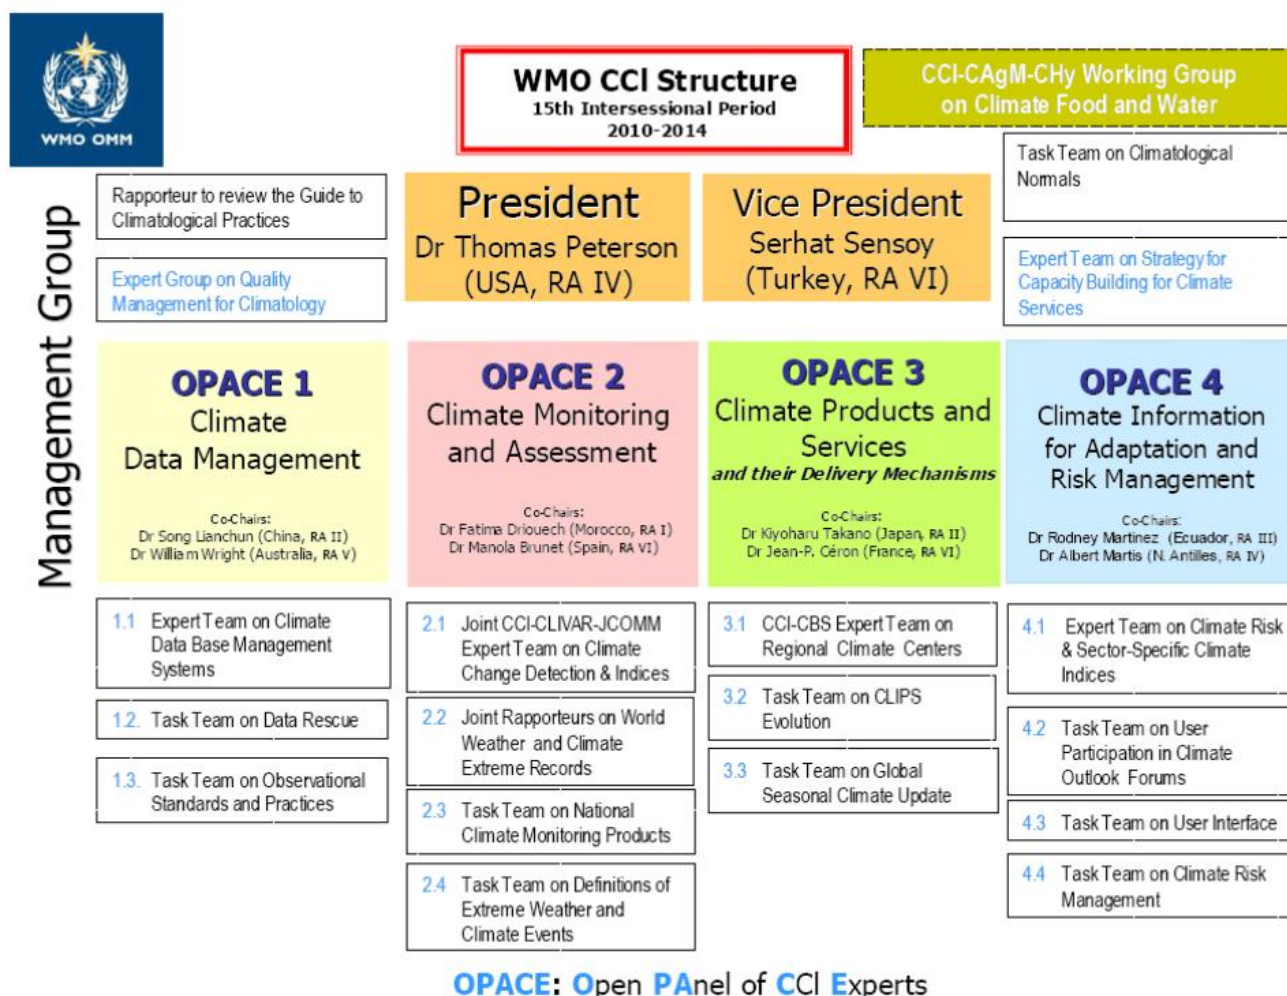 WMO OMM
WMO CCl Structure
15th Intersessional Period
2010-2014
CCI-CAgM-CHy Working Group
on Climate Food and Water
Management Group
Rapporteur to review the Guide to
Climatological Practices
Expert Group on Quality
Management for Climatology
President
Dr Thomas Peterson
(USA, RA IV)
Vice President
Serhat Sensoy
(Turkey, RA VI)
Task Team on Climatological
Normals
Expert Team on Strategy for
Capacity Building for Climate
Services
OPACE 1
Climate
Data Management
Co-Chairs:
Dr Song Lianchun (China, RA II)
Dr William Wright (Australia, RA V)
OPACE 2
Climate Monitoring
and Assessment
Co-Chairs:
Dr Fatima Driouech (Morocco, RA I)
Dr Manola Brunet (Spain, RA VI)
OPACE 3
Climate Products and
Services
and their Delivery Mechanisms
Co-Chairs:
Dr Kiyoharu Takano (Japan, RA II)
Dr Jean-P. Céron (France, RA VI)
OPACE 4
Climate Information
for Adaptation and
Risk Management
Co-Chairs:
Dr Rodney Martinez (Ecuador, RA III)
Dr Albert Martis (N. Antilles, RA IV)
1.1 Expert Team on Climate
Data Base Management
Systems
1.2. Task Team on Data Rescue
1.3. Task Team on Observational
Standards and Practices
2.1 Joint CCI-CLIVAR-JCOMM
Expert Team on Climate
Change Detection & Indices
2.2 Joint Rapporteurs on World
Weather and Climate
Extreme Records
2.3 Task Team on National
Climate Monitoring Products
2.4 Task Team on Definitions of
Extreme Weather and
Climate Events
3.1 CCI-CBS Expert Team on
Regional Climate Centers
3.2 Task Team on CLIPS
Evolution
3.3 Task Team on Global
Seasonal Climate Update
4.1 Expert Team on Climate Risk
& Sector-Specific Climate
Indices
4.2 Task Team on User
Participation in Climate
Outlook Forums
4.3 Task Team on User Interface
4.4 Task Team on Climate Risk
Management
OPACE: Open PAnel of CCl Experts